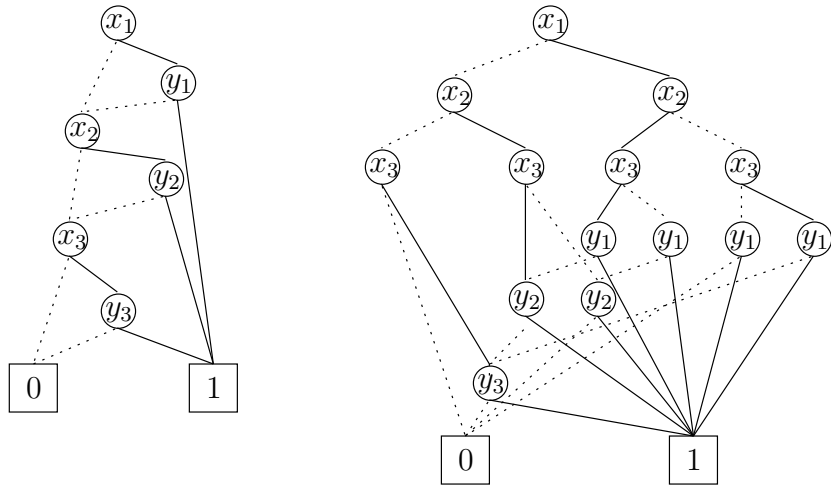 x₁ x₁
y₁
x₂ x₂
x₂
x₃ x₃ x₃ x₃
y₂
x₃ y₁ y₁ y₁ y₁
y₃ y₂ y₂
0 1 y₃
0 1